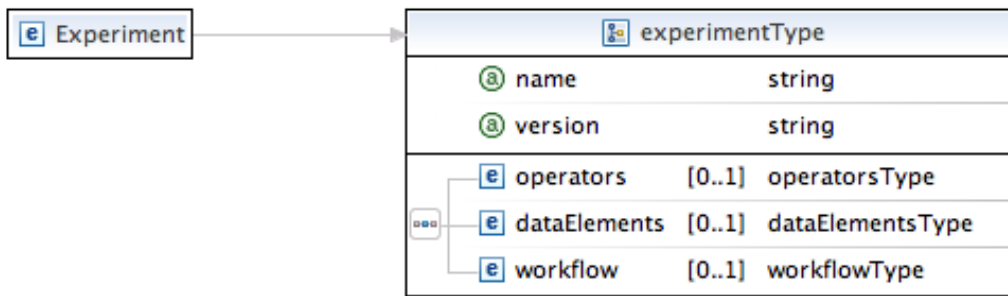 e Experiment
experimentType
a name string
a version string
e operators [0..1] operatorsType
e dataElements [0..1] dataElementsType
e workflow [0..1] workflowType